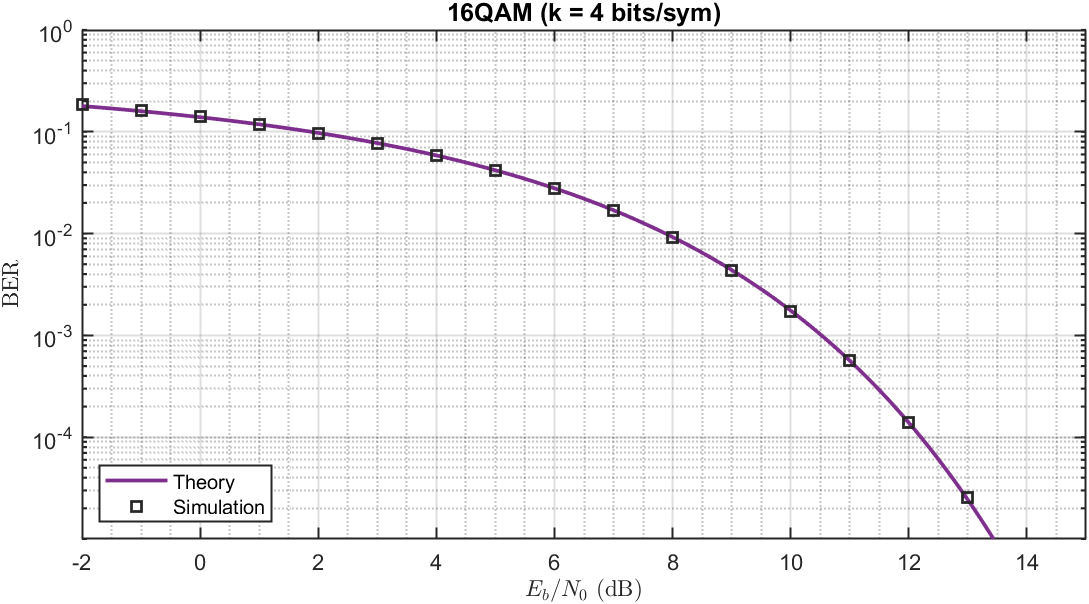 16QAM (k = 4 bits/sym)
10^0
10^-1
10^-2
10^-3
10^-4
BER
Theory
Simulation
-2 0 2 4 6 8 10 12 14
E_b/N_0 (dB)